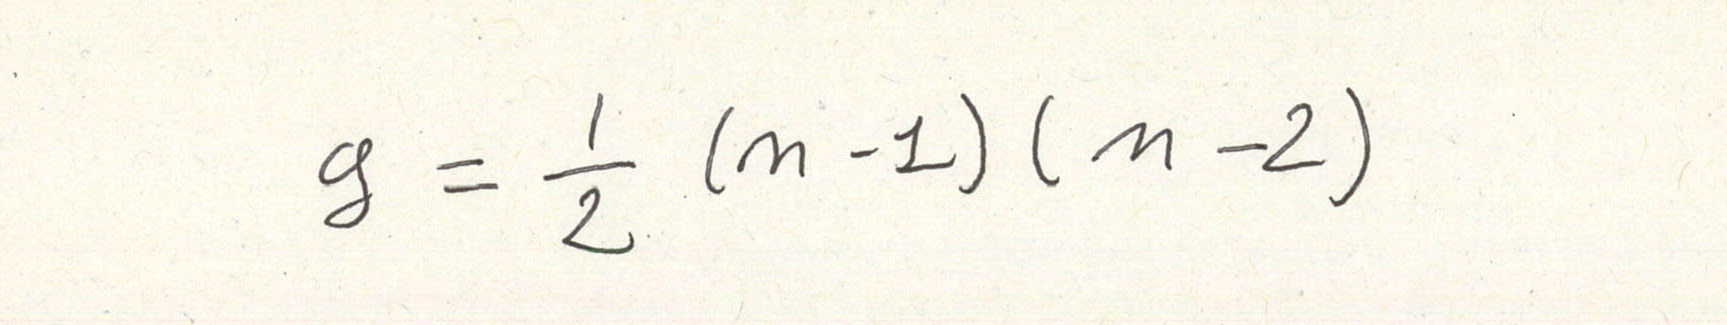 g = 1/2 (n-1)(n-2)